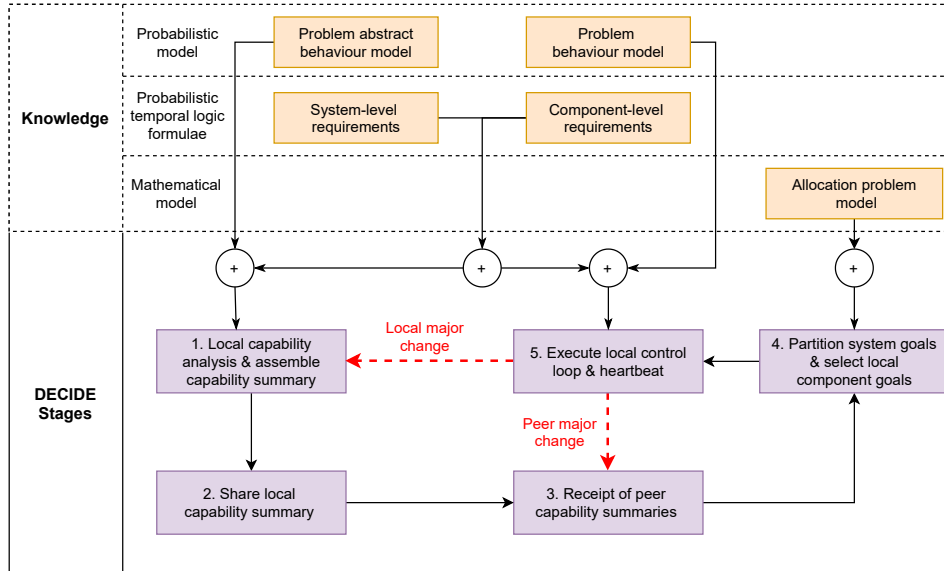 Knowledge
Probabilistic
model
Problem abstract
behaviour model
Problem
behaviour model
Probabilistic
temporal logic
formulae
System-level
requirements
Component-level
requirements
Mathematical
model
Allocation problem
model
DECIDE
Stages
+
+
+
+
1. Local capability
analysis & assemble
capability summary
Local major
change
5. Execute local control
loop & heartbeat
4. Partition system goals
& select local
component goals
Peer major
change
2. Share local
capability summary
3. Receipt of peer
capability summaries